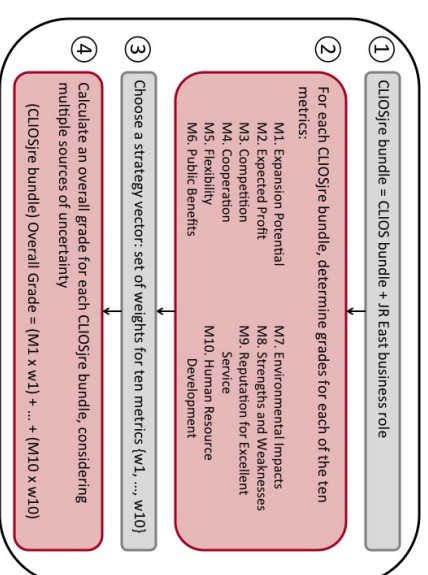 ① CLIOSjre bundle = CLIOS bundle + JR East business role
② For each CLIOSjre bundle, determine grades for each of the ten
metrics:
M1. Expansion Potential
M2. Expected Profit
M3. Competition
M4. Cooperation
M5. Flexibility
M6. Public Benefits
M7. Environmental Impacts
M8. Strengths and Weaknesses
M9. Reputation for Excellent
Service
M10. Human Resource
Development
③ Choose a strategy vector: set of weights for ten metrics {w1, ..., w10}
④ Calculate an overall grade for each CLIOSjre bundle, considering
multiple sources of uncertainty
(CLIOSjre bundle) Overall Grade = (M1 x w1) + ... + (M10 x w10)